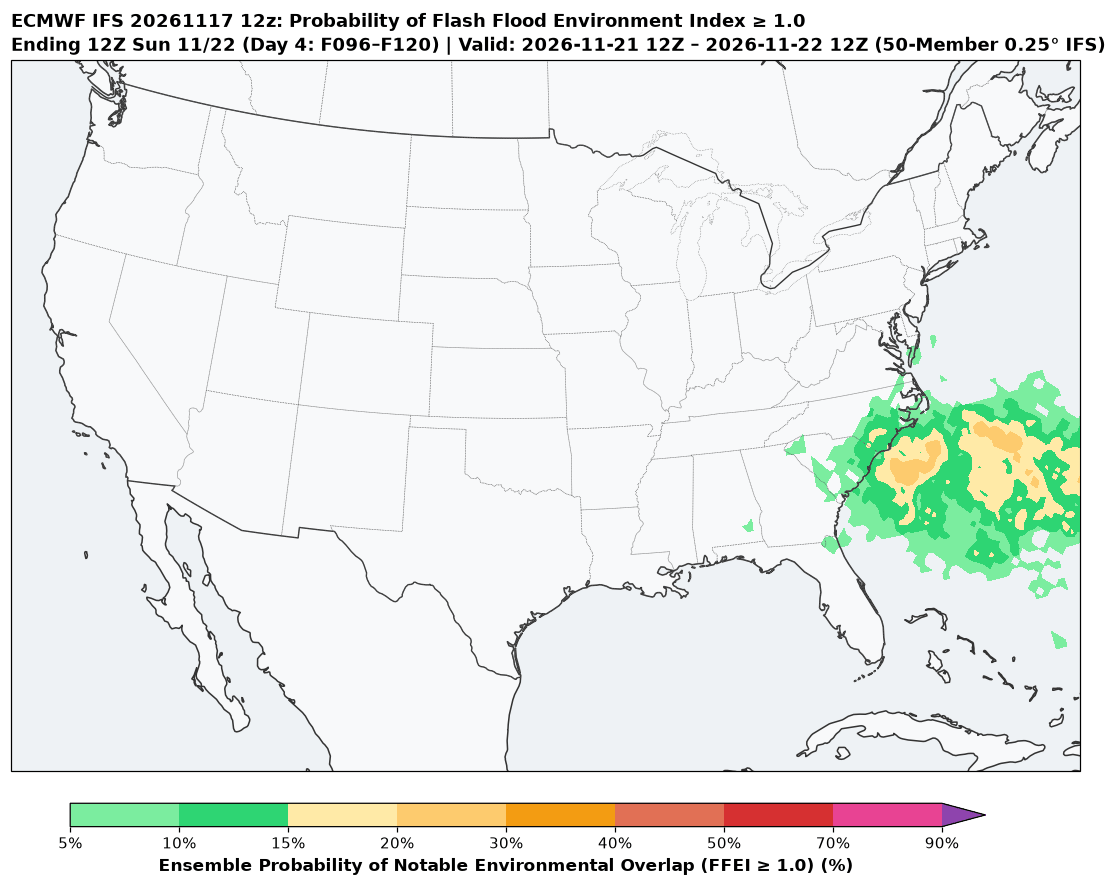 ECMWF IFS 20261117 12z: Probability of Flash Flood Environment Index ≥ 1.0
Ending 12Z Sun 11/22 (Day 4: F096–F120) | Valid: 2026-11-21 12Z – 2026-11-22 12Z (50-Member 0.25° IFS)
5% 10% 15% 20% 30% 40% 50% 70% 90%
Ensemble Probability of Notable Environmental Overlap (FFEI ≥ 1.0) (%)